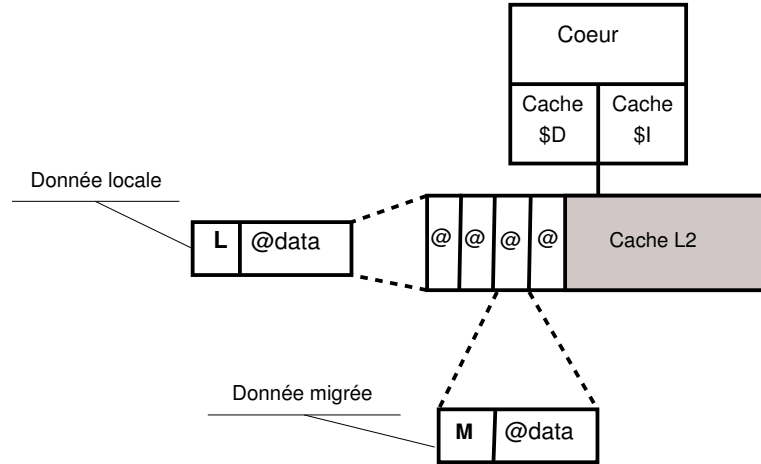 Coeur
Cache
$D
Cache
$I
Donnée locale
L @data
@ @ @ @
Cache L2
Donnée migrée
M @data